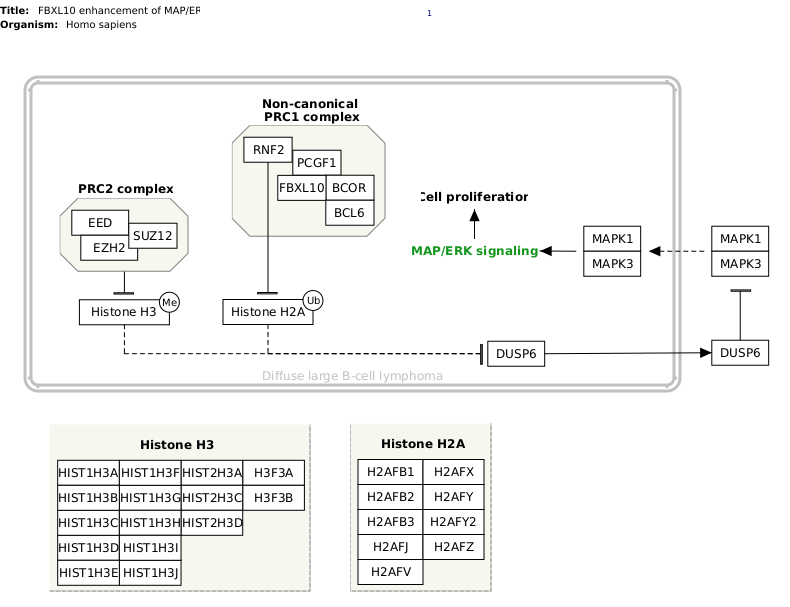 Title: FBXL10 enhancement of MAP/ER
1
Organism: Homo sapiens
Non-canonical
PRC1 complex
RNF2
PCGF1
FBXL10 BCOR
BCL6
PRC2 complex
EED
SUZ12
EZH2
Cell proliferation
MAP/ERK signaling
MAPK1
MAPK3
MAPK1
MAPK3
Histone H3
Me
Histone H2A
Ub
DUSP6
DUSP6
Diffuse large B-cell lymphoma
Histone H3
HIST1H3A HIST1H3F HIST2H3A H3F3A
HIST1H3B HIST1H3G HIST2H3C H3F3B
HIST1H3C HIST1H3H HIST2H3D
HIST1H3D HIST1H3I
HIST1H3E HIST1H3J
Histone H2A
H2AFB1 H2AFX
H2AFB2 H2AFY
H2AFB3 H2AFY2
H2AFJ H2AFZ
H2AFV